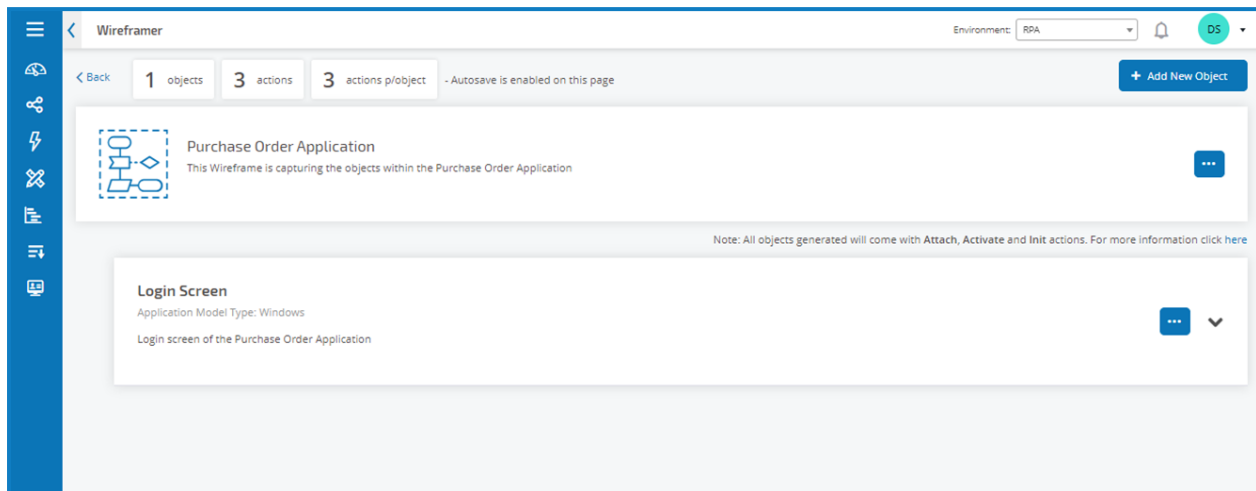 Wireframer
Environment: RPA
DS
Back
1 objects
3 actions
3 actions p/object
- Autosave is enabled on this page
+ Add New Object
Purchase Order Application
This Wireframe is capturing the objects within the Purchase Order Application
Note: All objects generated will come with Attach, Activate and Init actions. For more information click here
Login Screen
Application Model Type: Windows
Login screen of the Purchase Order Application